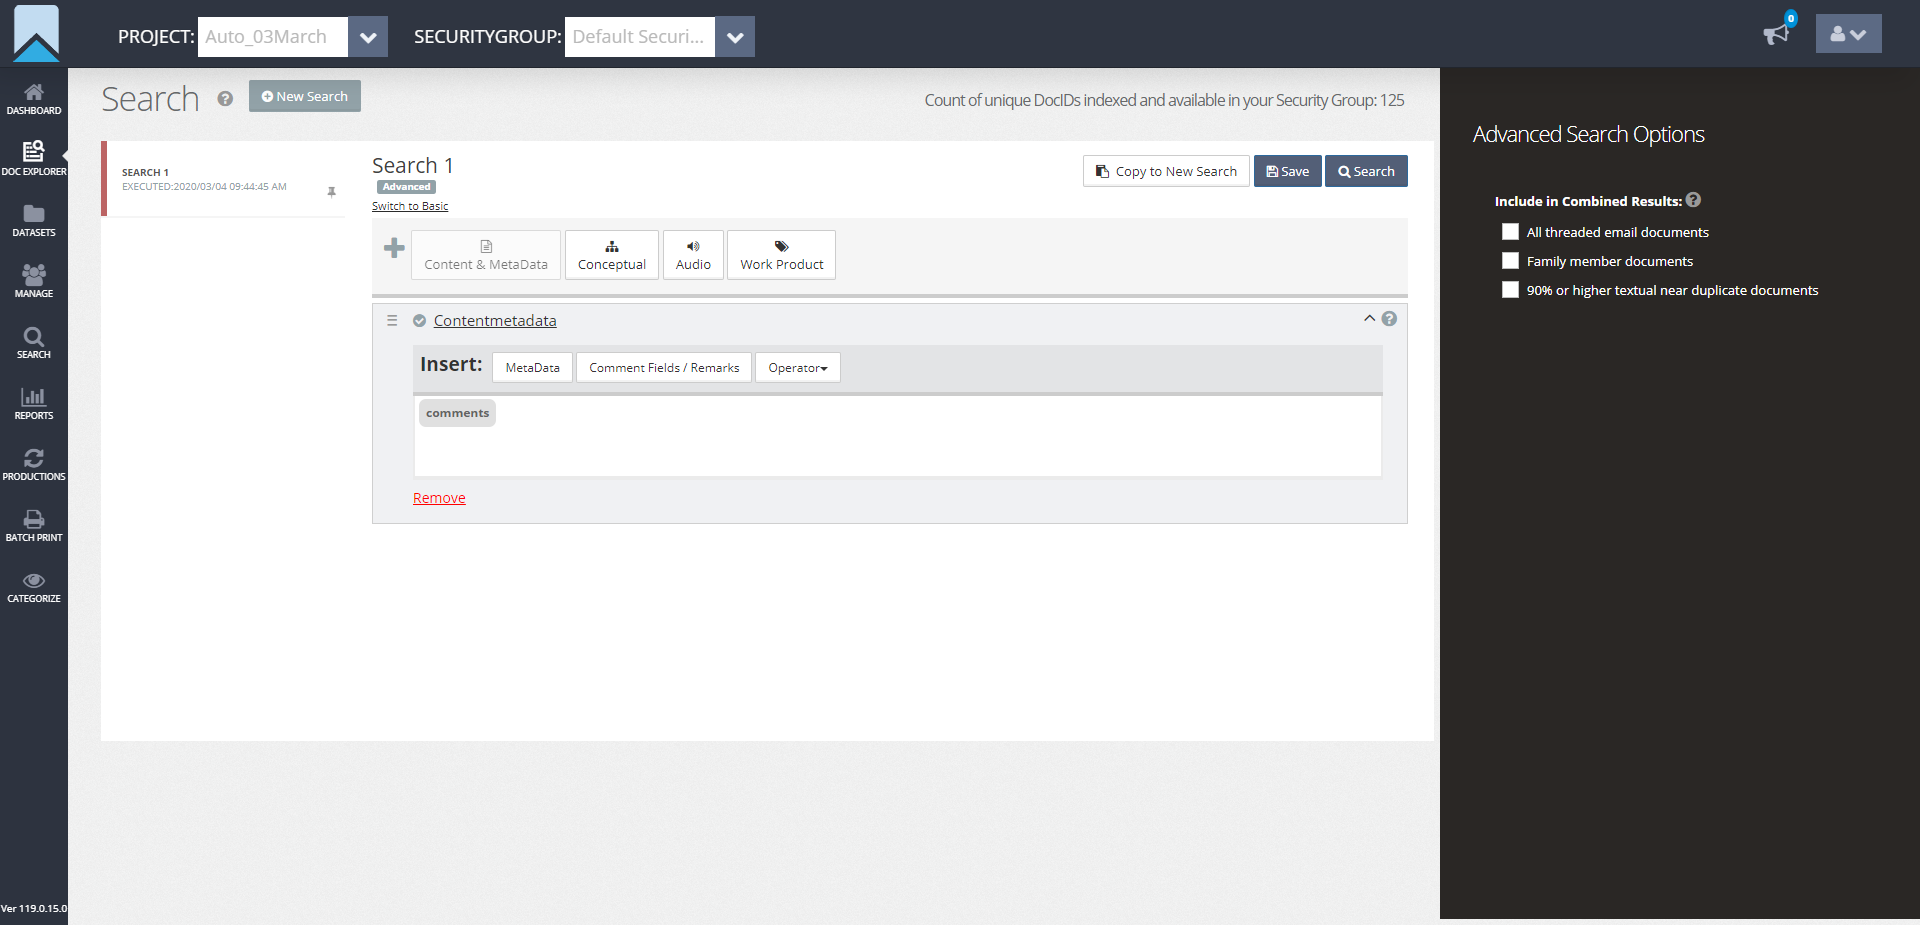 PROJECT: Auto_03March SECURITYGROUP: Default Securi... 0
DASHBOARD
DOC EXPLORER
DATASETS
MANAGE
SEARCH
REPORTS
PRODUCTIONS
BATCH PRINT
CATEGORIZE
Ver 119.0.15.0
Search ? New Search
Count of unique DocIDs indexed and available in your Security Group: 125
SEARCH 1
EXECUTED:2020/03/04 09:44:45 AM
Search 1
Advanced
Switch to Basic
Copy to New Search Save Search
Content & MetaData Conceptual Audio Work Product
Contentmetadata ?
Insert: MetaData Comment Fields / Remarks Operator
comments
Remove
Advanced Search Options
Include in Combined Results: ?
All threaded email documents
Family member documents
90% or higher textual near duplicate documents